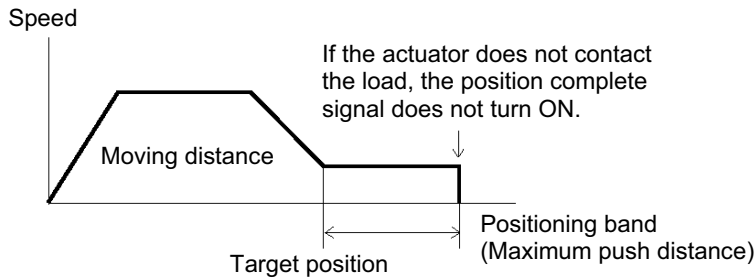 Speed
If the actuator does not contact
the load, the position complete
signal does not turn ON.
Moving distance
Positioning band
(Maximum push distance)
Target position